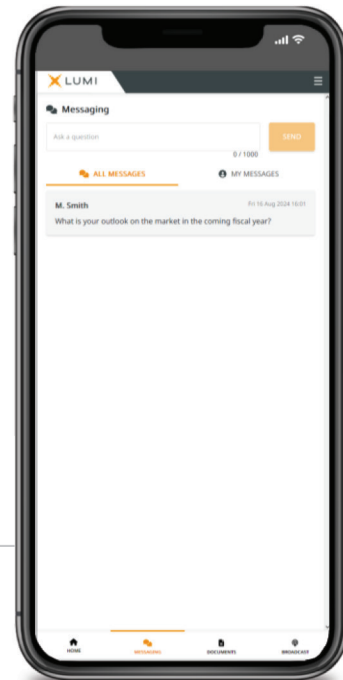 LUMI
Messaging
Ask a question
SEND
0 / 1000
ALL MESSAGES
MY MESSAGES
M. Smith
Fri 16 Aug 2024 16:01
What is your outlook on the market in the coming fiscal year?
HOME
MESSAGING
DOCUMENTS
BROADCAST